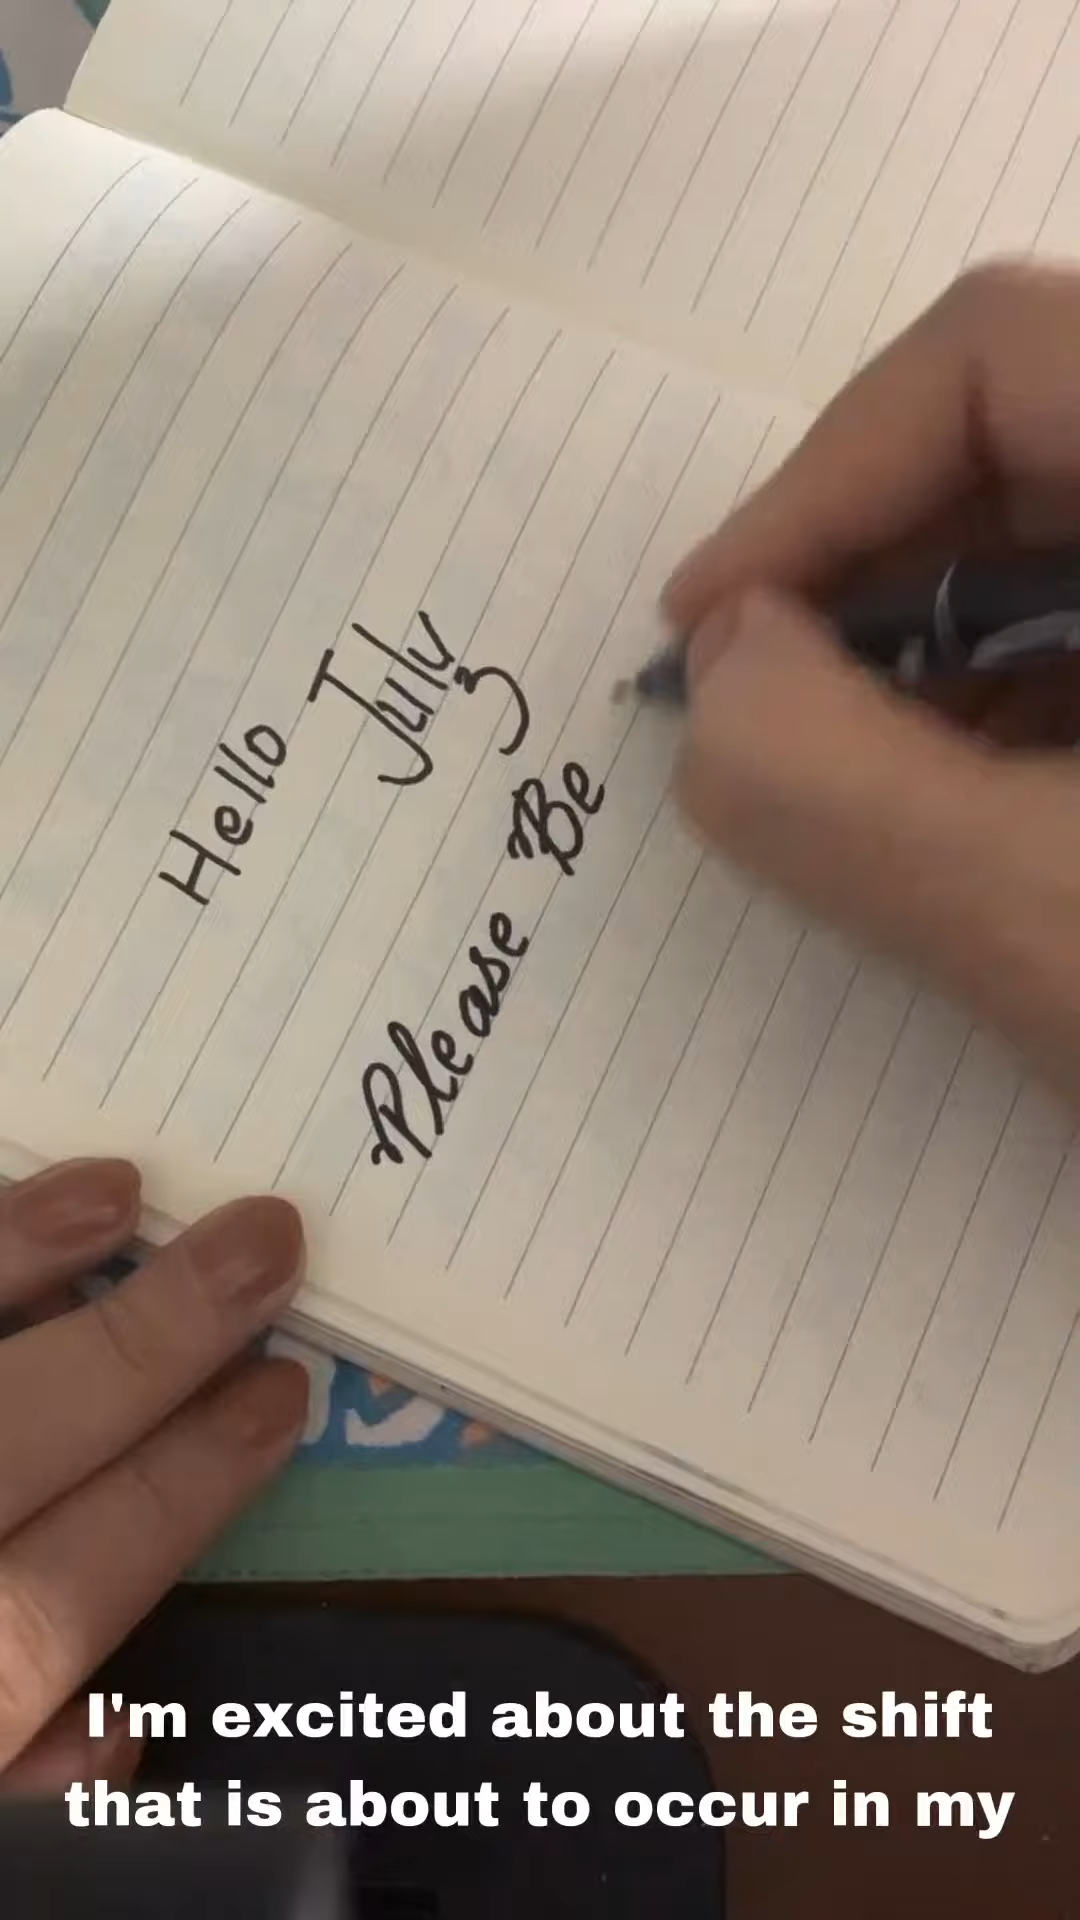 Hello July
Please Be
I'm excited about the shift
that is about to occur in my